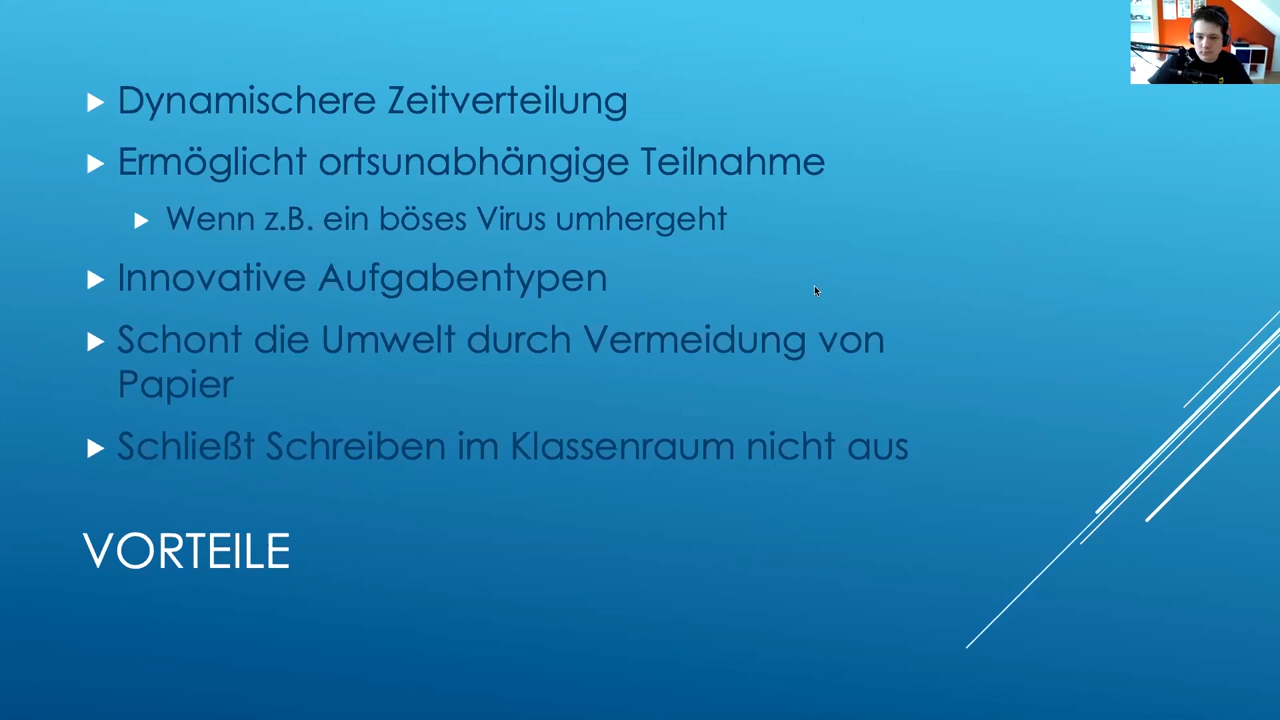 Dynamischere Zeitverteilung
Ermöglicht ortsunabhängige Teilnahme
Wenn z.B. ein böses Virus umhergeht
Innovative Aufgabentypen
Schont die Umwelt durch Vermeidung von
Papier
Schließt Schreiben im Klassenraum nicht aus
VORTEILE